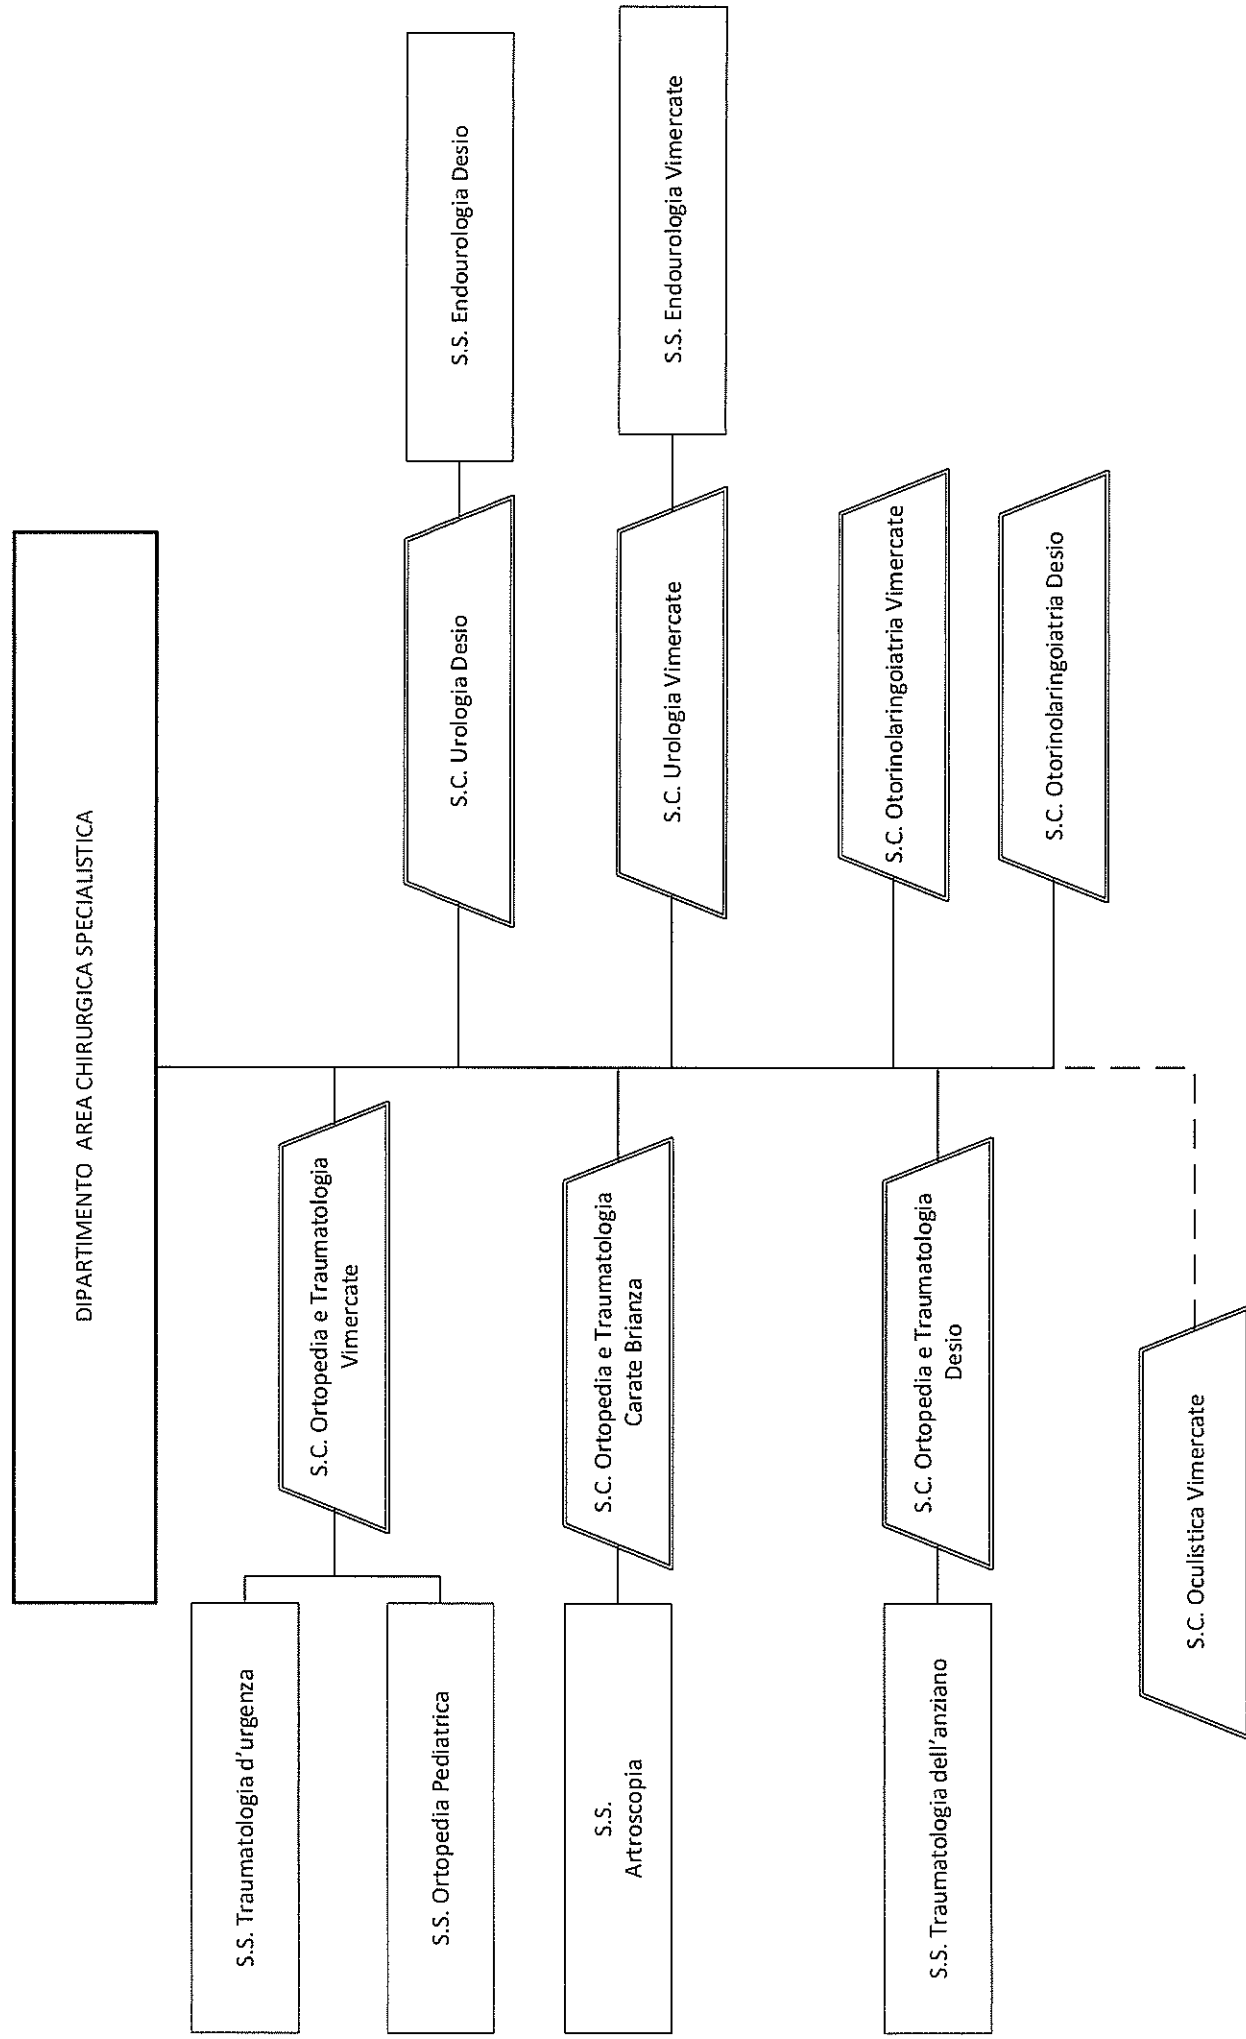 DIPARTIMENTO AREA CHIRURGICA SPECIALISTICA
S.S. Traumatologia d'urgenza
S.C. Ortopedia e Traumatologia
Vimercate
S.S. Ortopedia Pediatrica
S.C. Urologia Desio
S.S. Endourologia Desio
S.S.
Artroscopia
S.C. Ortopedia e Traumatologia
Carate Brianza
S.C. Urologia Vimercate
S.S. Endourologia Vimercate
S.S. Traumatologia dell'anziano
S.C. Ortopedia e Traumatologia
Desio
S.C. Otorinolaringoiatria Vimercate
S.C. Otorinolaringoiatria Desio
S.C. Oculistica Vimercate